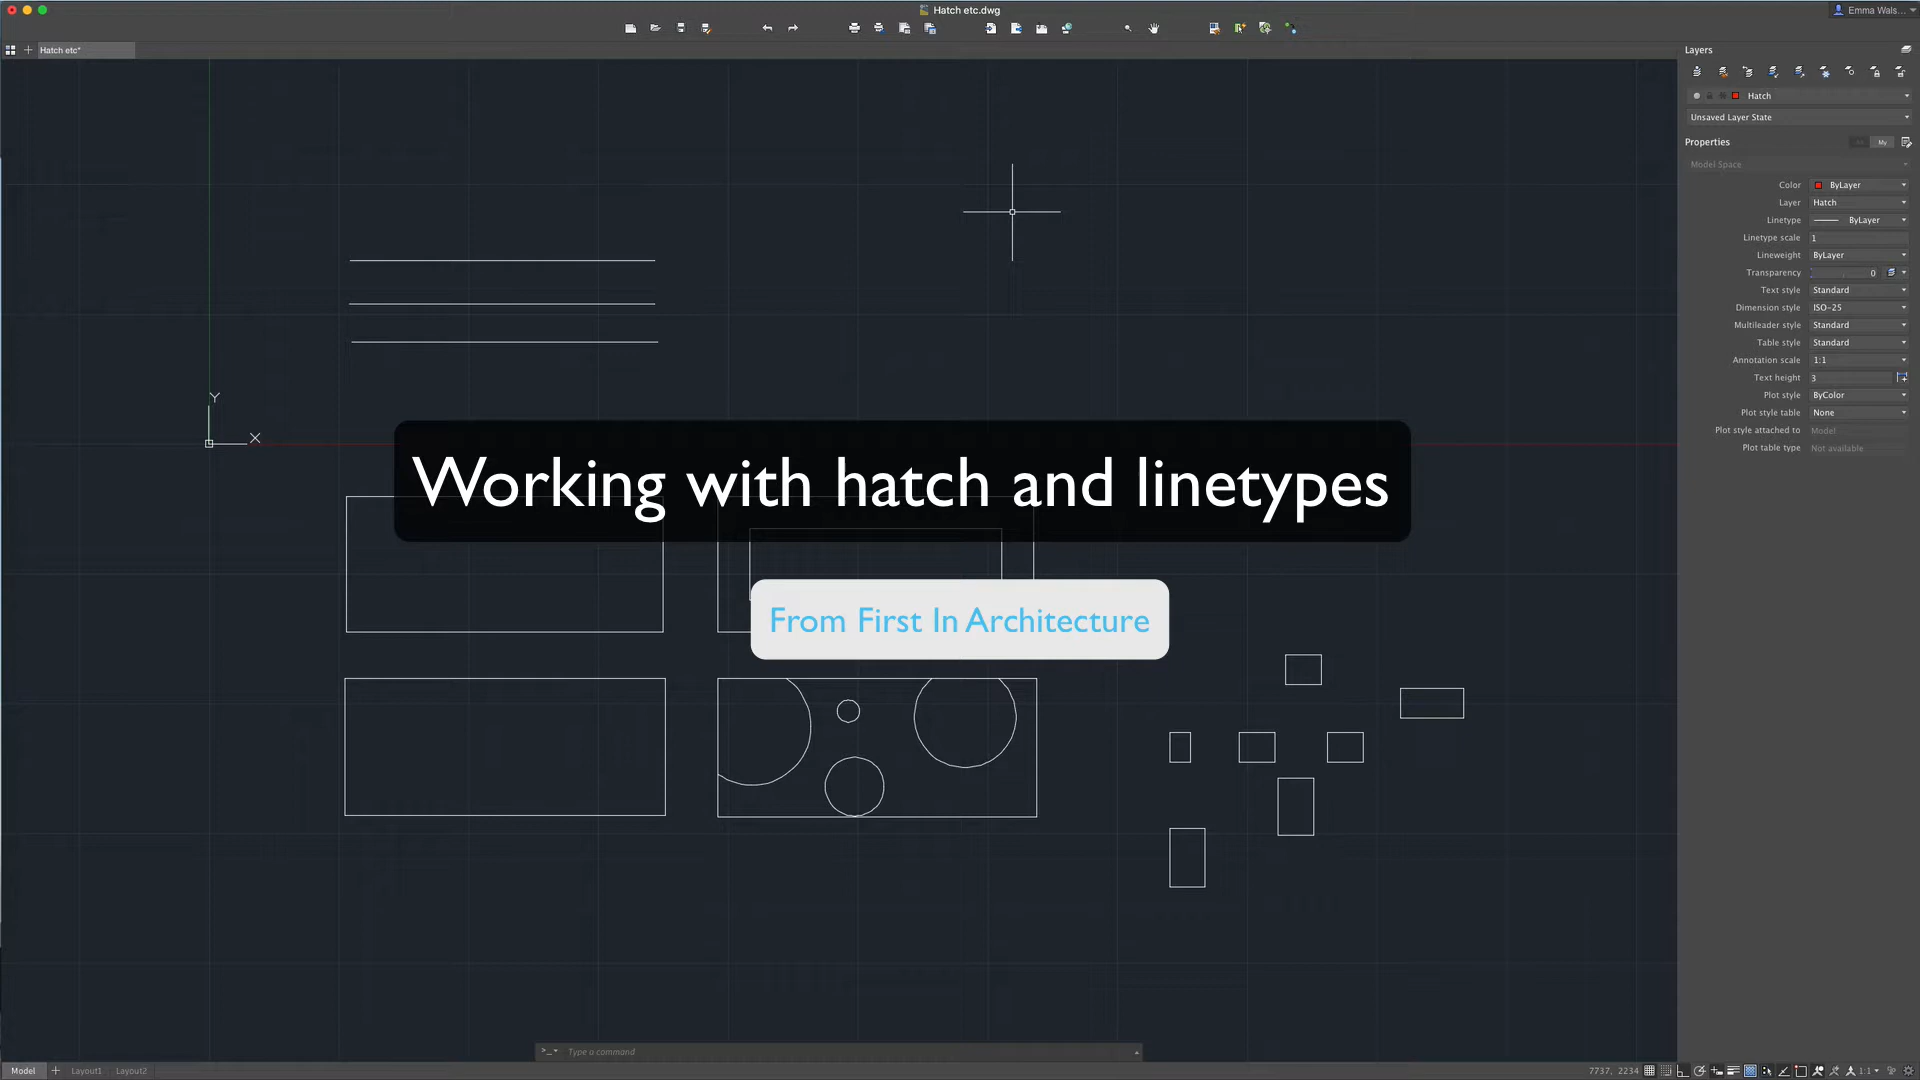 Hatch etc.dwg
Emma Wals...
Hatch etc*
Layers
Hatch
Unsaved Layer State
Properties
My
Model Space
Color ByLayer
Layer Hatch
Linetype ByLayer
Linetype scale 1
Lineweight ByLayer
Transparency 0
Text style Standard
Dimension style ISO-25
Multileader style Standard
Table style Standard
Annotation scale 1:1
Text height 3
Plot style ByColor
Plot style table None
Plot style attached to Model
Plot table type Not available
Y
X
Working with hatch and linetypes
From First In Architecture
>_ Type a command
Model + Layout1 Layout2
7737, 2234
1:1